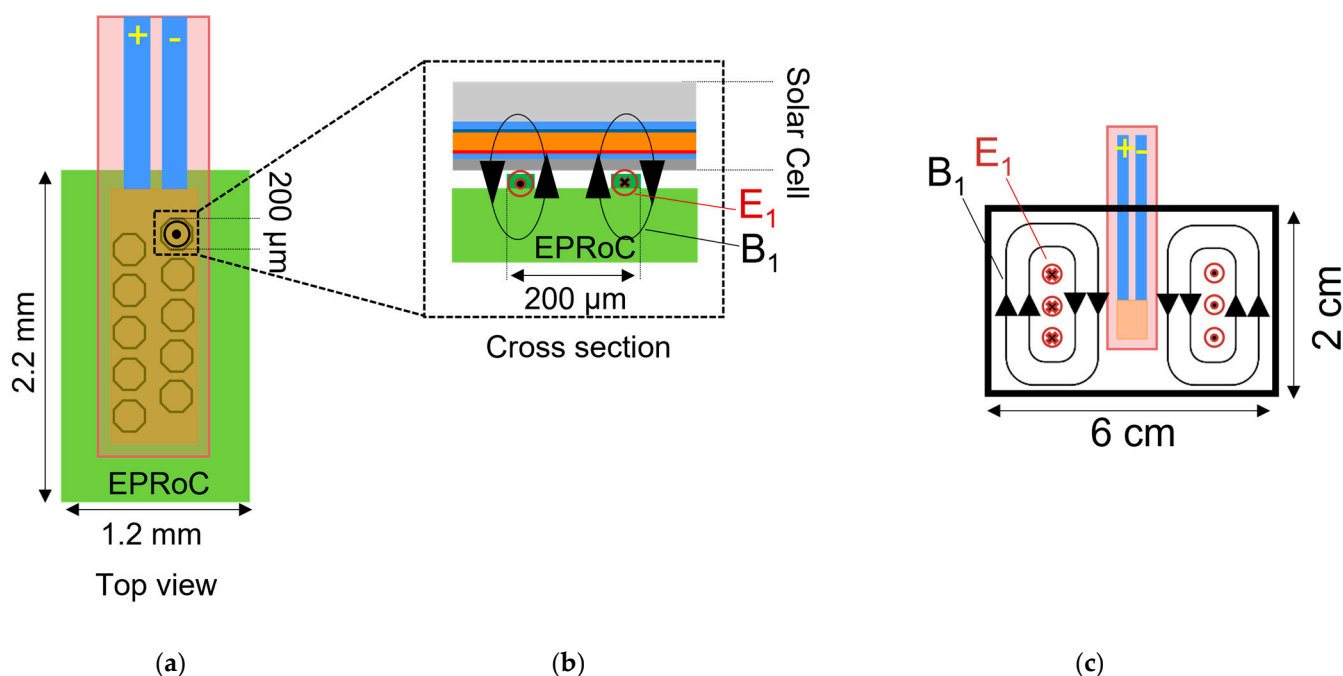 + -
200 µm
2.2 mm
EPRoC
1.2 mm
Top view
Solar Cell
E₁
B₁
EPRoC
200 µm
Cross section
E₁
B₁
+ -
2 cm
6 cm
(a) (b) (c)